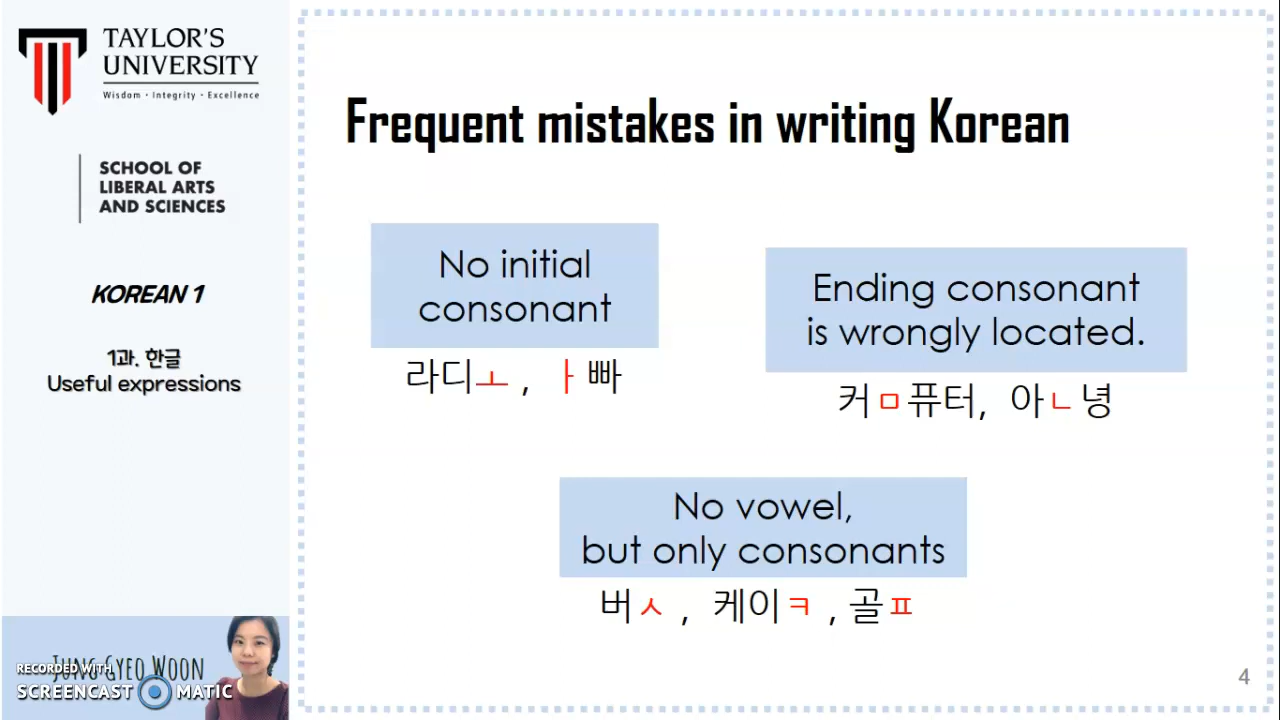 TAYLOR'S
UNIVERSITY
Wisdom · Integrity · Excellence
SCHOOL OF
LIBERAL ARTS
AND SCIENCES
KOREAN 1
1과. 한글
Useful expressions
JUNG GYEO WOON
RECORDED WITH
SCREENCAST MATIC
Frequent mistakes in writing Korean
No initial
consonant
라디ㅗ , ㅏ빠
Ending consonant
is wrongly located.
커ㅁ퓨터, 아ㄴ녕
No vowel,
but only consonants
버ㅅ , 케이ㅋ , 골ㅍ
4